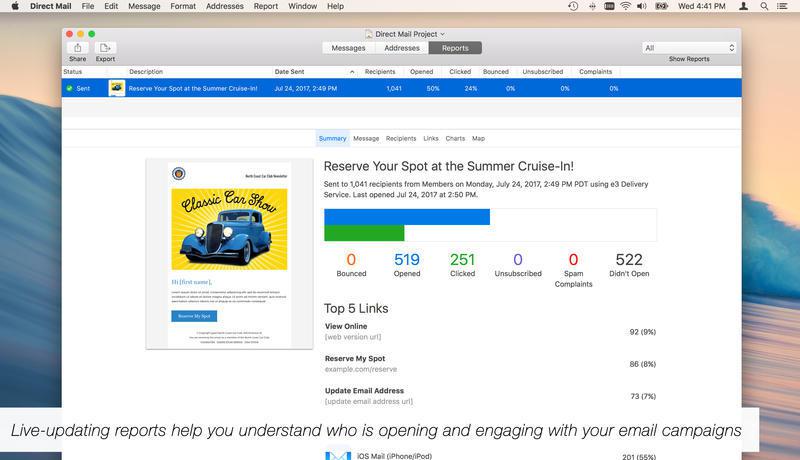 Direct Mail File Edit Message Format Addresses Report Window Help Wed 4:41 PM
Direct Mail Project
Share Export Messages Addresses Reports All Show Reports
Status Description Date Sent Recipients Opened Clicked Bounced Unsubscribed Complaints
Sent Reserve Your Spot at the Summer Cruise-In! Jul 24, 2017, 2:49 PM 1,041 50% 24% 0% 0% 0%
Summary Message Recipients Links Charts Map
North Coast Car Club Newsletter
Classic Car Show
Hi [first name],
Reserve My Spot
Reserve Your Spot at the Summer Cruise-In!
Sent to 1,041 recipients from Members on Monday, July 24, 2017, 2:49 PM PDT using e3 Delivery
Service. Last opened Jul 24, 2017 at 2:50 PM.
0 519 251 0 0 522
Bounced Opened Clicked Unsubscribed Spam Didn't Open
Complaints
Top 5 Links
View Online
[web version url]
92 (9%)
Reserve My Spot
example.com/reserve
86 (8%)
Update Email Address
[update email address url]
73 (7%)
Live-updating reports help you understand who is opening and engaging with your email campaigns
iOS Mail (iPhone/iPod) 201 (55%)